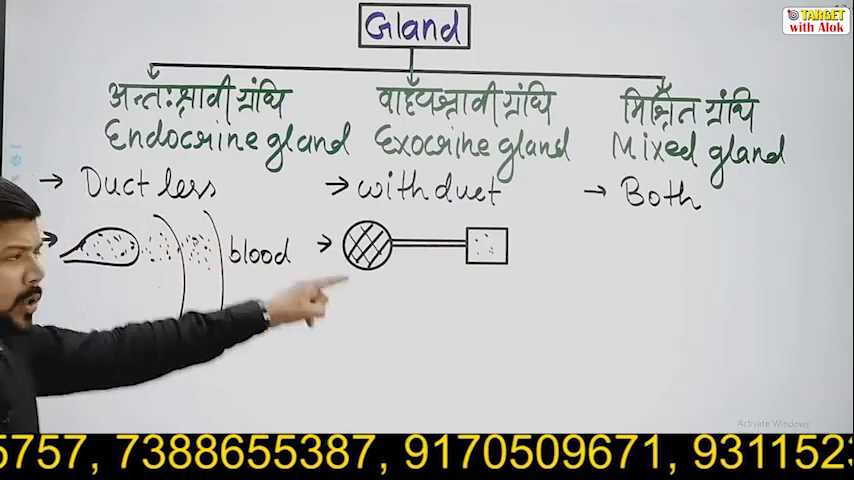 Gland
TARGET
with Alok
अन्तःस्रावी ग्रंथि
बाह्यस्रावी ग्रंथि
मिश्रित ग्रंथि
Endocrine gland
Exocrine gland
Mixed gland
→ Duct less
→ with duct
→ Both
→ blood
→
Activate Windows
5757, 7388655387, 9170509671, 9311523